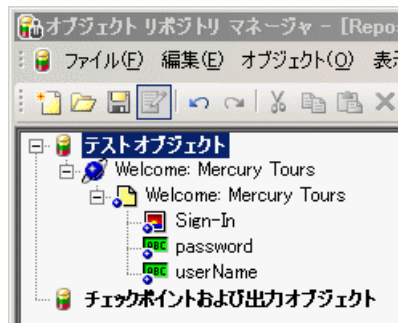 オブジェクト リポジトリ マネージャ - [Repo
ファイル(F) 編集(E) オブジェクト(O) 表
テストオブジェクト
Welcome: Mercury Tours
Welcome: Mercury Tours
Sign-In
ABC password
ABC userName
チェックポイントおよび出力オブジェクト